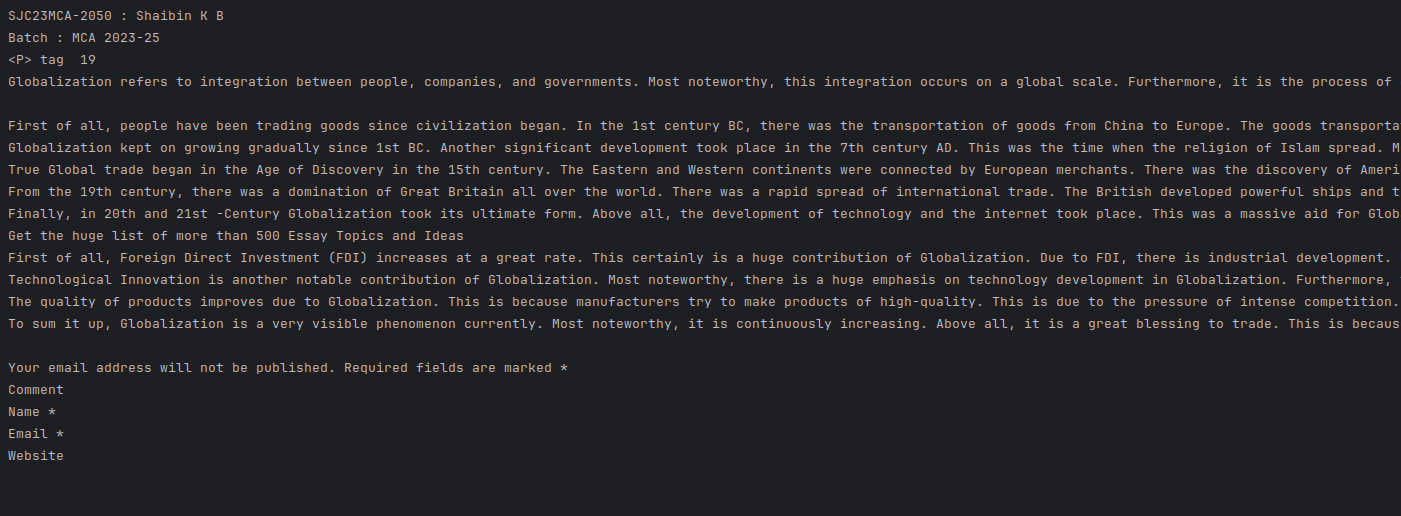 SJC23MCA-2050 : Shaibin K B
Batch : MCA 2023-25
<P> tag  19
Globalization refers to integration between people, companies, and governments. Most noteworthy, this integration occurs on a global scale. Furthermore, it is the process of
First of all, people have been trading goods since civilization began. In the 1st century BC, there was the transportation of goods from China to Europe. The goods transporta
Globalization kept on growing gradually since 1st BC. Another significant development took place in the 7th century AD. This was the time when the religion of Islam spread. M
True Global trade began in the Age of Discovery in the 15th century. The Eastern and Western continents were connected by European merchants. There was the discovery of Ameri
From the 19th century, there was a domination of Great Britain all over the world. There was a rapid spread of international trade. The British developed powerful ships and t
Finally, in 20th and 21st -Century Globalization took its ultimate form. Above all, the development of technology and the internet took place. This was a massive aid for Glob
Get the huge list of more than 500 Essay Topics and Ideas
First of all, Foreign Direct Investment (FDI) increases at a great rate. This certainly is a huge contribution of Globalization. Due to FDI, there is industrial development.
Technological Innovation is another notable contribution of Globalization. Most noteworthy, there is a huge emphasis on technology development in Globalization. Furthermore,
The quality of products improves due to Globalization. This is because manufacturers try to make products of high-quality. This is due to the pressure of intense competition.
To sum it up, Globalization is a very visible phenomenon currently. Most noteworthy, it is continuously increasing. Above all, it is a great blessing to trade. This is becaus
Your email address will not be published. Required fields are marked *
Comment
Name *
Email *
Website